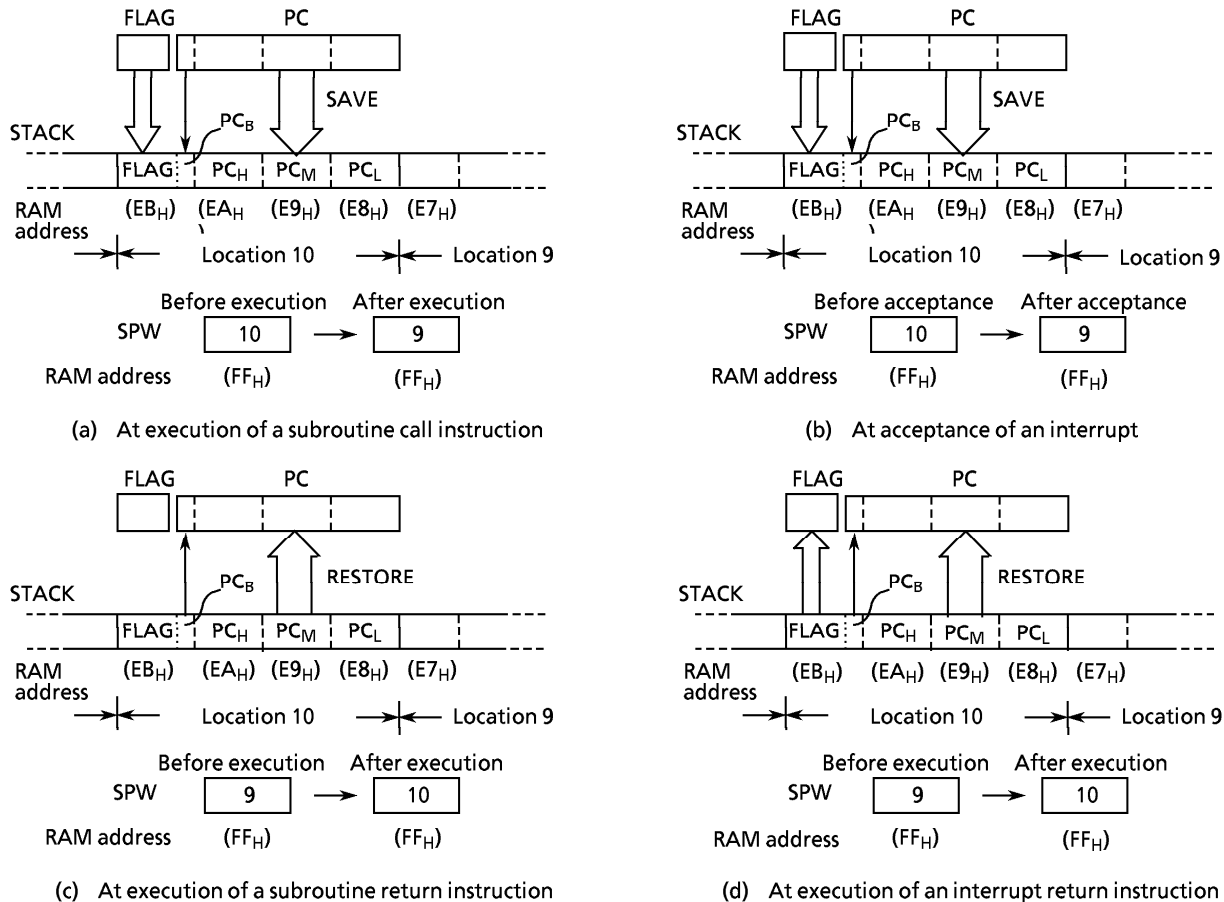 FLAG PC
SAVE
PCB
STACK
FLAG PCH PCM PCL
RAM address (EBH) (EAH (E9H) (E8H) (E7H)
Location 10 Location 9
Before execution After execution
SPW 10 9
RAM address (FFH) (FFH)
(a) At execution of a subroutine call instruction
FLAG PC
SAVE
PCB
STACK
FLAG PCH PCM PCL
RAM address (EBH) (EAH (E9H) (E8H) (E7H)
Location 10 Location 9
Before acceptance After acceptance
SPW 10 9
RAM address (FFH) (FFH)
(b) At acceptance of an interrupt
FLAG PC
RESTORE
PCB
STACK
FLAG PCH PCM PCL
RAM address (EBH) (EAH) (E9H) (E8H) (E7H)
Location 10 Location 9
Before execution After execution
SPW 9 10
RAM address (FFH) (FFH)
(c) At execution of a subroutine return instruction
FLAG PC
RESTORE
PCB
STACK
FLAG PCH PCM PCL
RAM address (EBH) (EAH) (E9H) (E8H) (E7H)
Location 10 Location 9
Before execution After execution
SPW 9 10
RAM address (FFH) (FFH)
(d) At execution of an interrupt return instruction